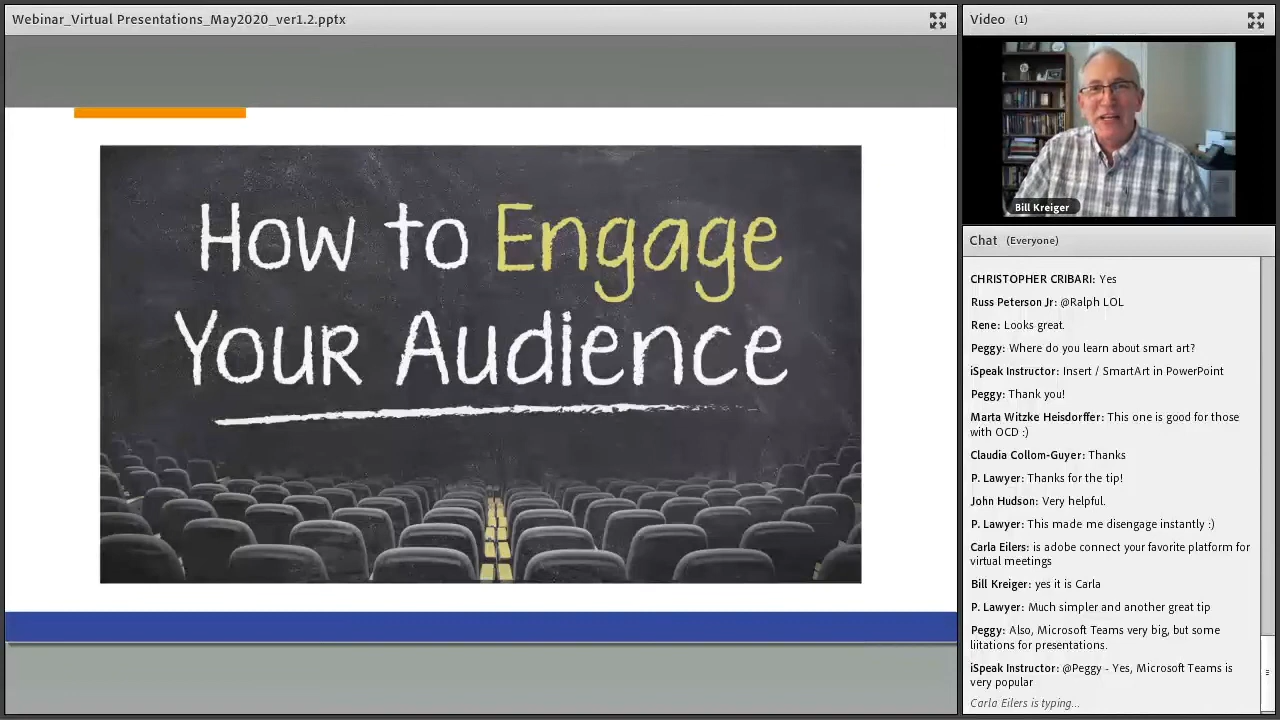 Webinar_Virtual Presentations_May2020_ver1.2.pptx
How to Engage
Your Audience
Video (1)
Bill Kreiger
Chat (Everyone)
CHRISTOPHER CRIBARI: Yes
Russ Peterson Jr: @Ralph LOL
Rene: Looks great.
Peggy: Where do you learn about smart art?
iSpeak Instructor: Insert / SmartArt in PowerPoint
Peggy: Thank you!
Marta Witzke Heisdorffer: This one is good for those
with OCD :)
Claudia Collom-Guyer: Thanks
P. Lawyer: Thanks for the tip!
John Hudson: Very helpful.
P. Lawyer: This made me disengage instantly :)
Carla Eilers: is adobe connect your favorite platform for
virtual meetings
Bill Kreiger: yes it is Carla
P. Lawyer: Much simpler and another great tip
Peggy: Also, Microsoft Teams very big, but some
liitations for presentations.
iSpeak Instructor: @Peggy - Yes, Microsoft Teams is
very popular
Carla Eilers is typing...